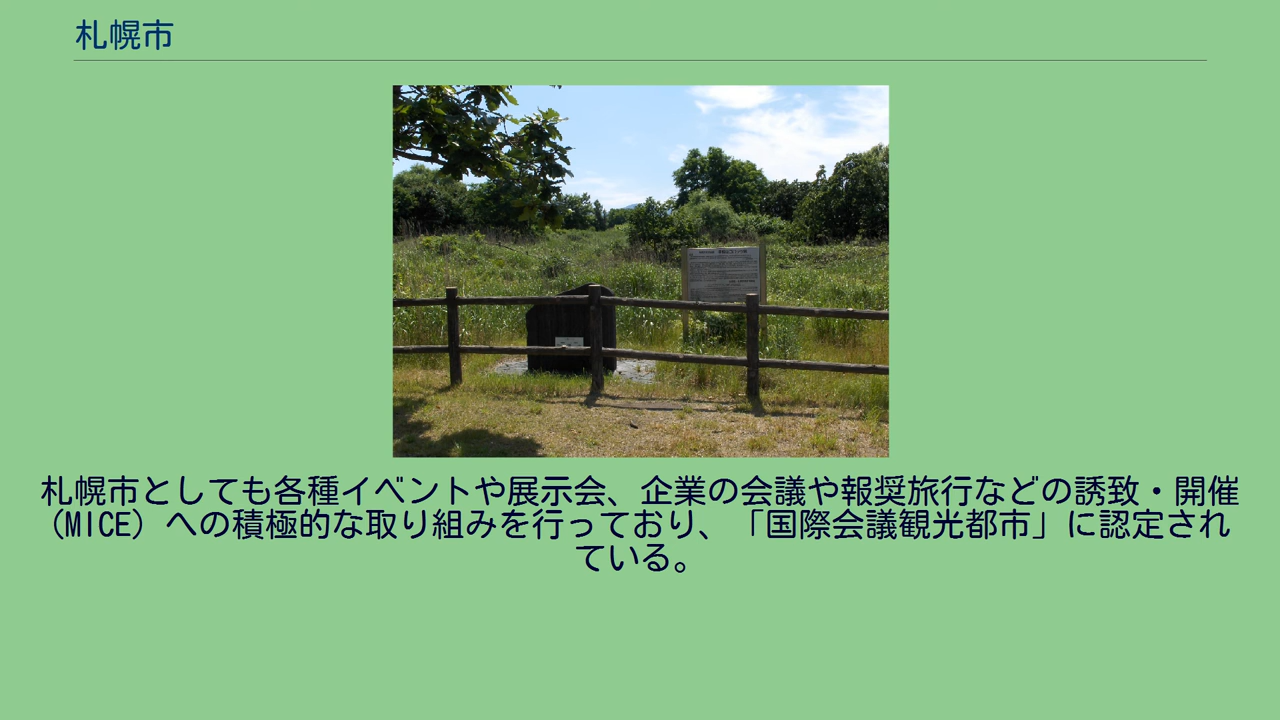 札幌市
札幌市としても各種イベントや展示会、企業の会議や報奨旅行などの誘致・開催
（MICE）への積極的な取り組みを行っており、「国際会議観光都市」に認定され
ている。